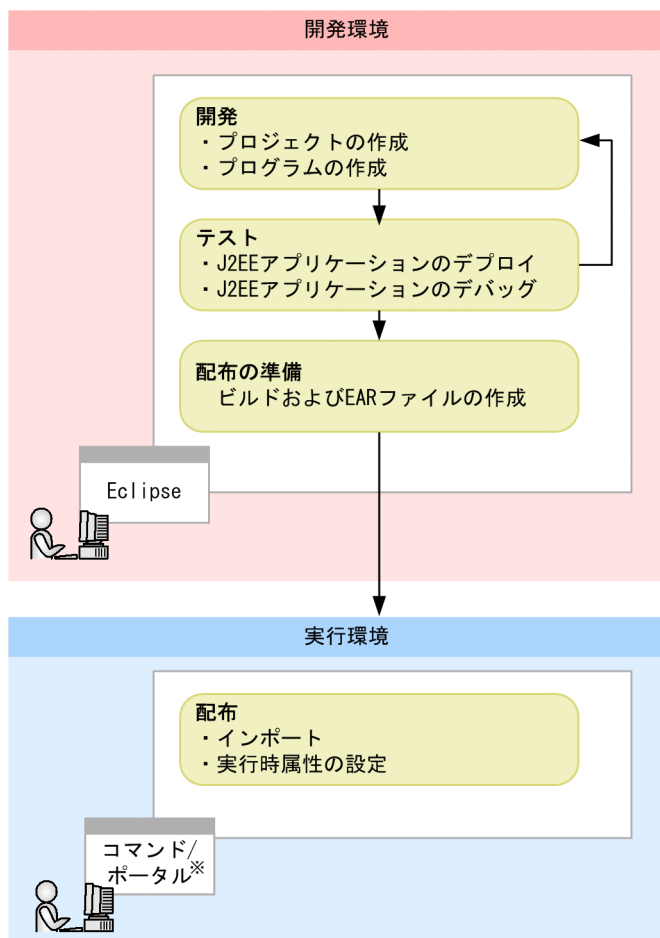 開発環境
開発
・プロジェクトの作成
・プログラムの作成
テスト
・J2EEアプリケーションのデプロイ
・J2EEアプリケーションのデバッグ
配布の準備
ビルドおよびEARファイルの作成
Eclipse
実行環境
配布
・インポート
・実行時属性の設定
コマンド/
ポータル※